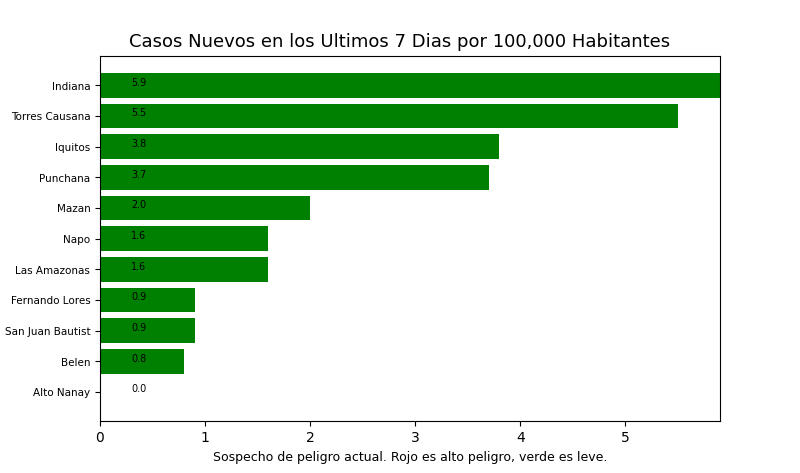 Casos Nuevos en los Ultimos 7 Dias por 100,000 Habitantes
Indiana 5.9
Torres Causana 5.5
Iquitos 3.8
Punchana 3.7
Mazan 2.0
Napo 1.6
Las Amazonas 1.6
Fernando Lores 0.9
San Juan Bautist 0.9
Belen 0.8
Alto Nanay 0.0
0 1 2 3 4 5
Sospecho de peligro actual. Rojo es alto peligro, verde es leve.